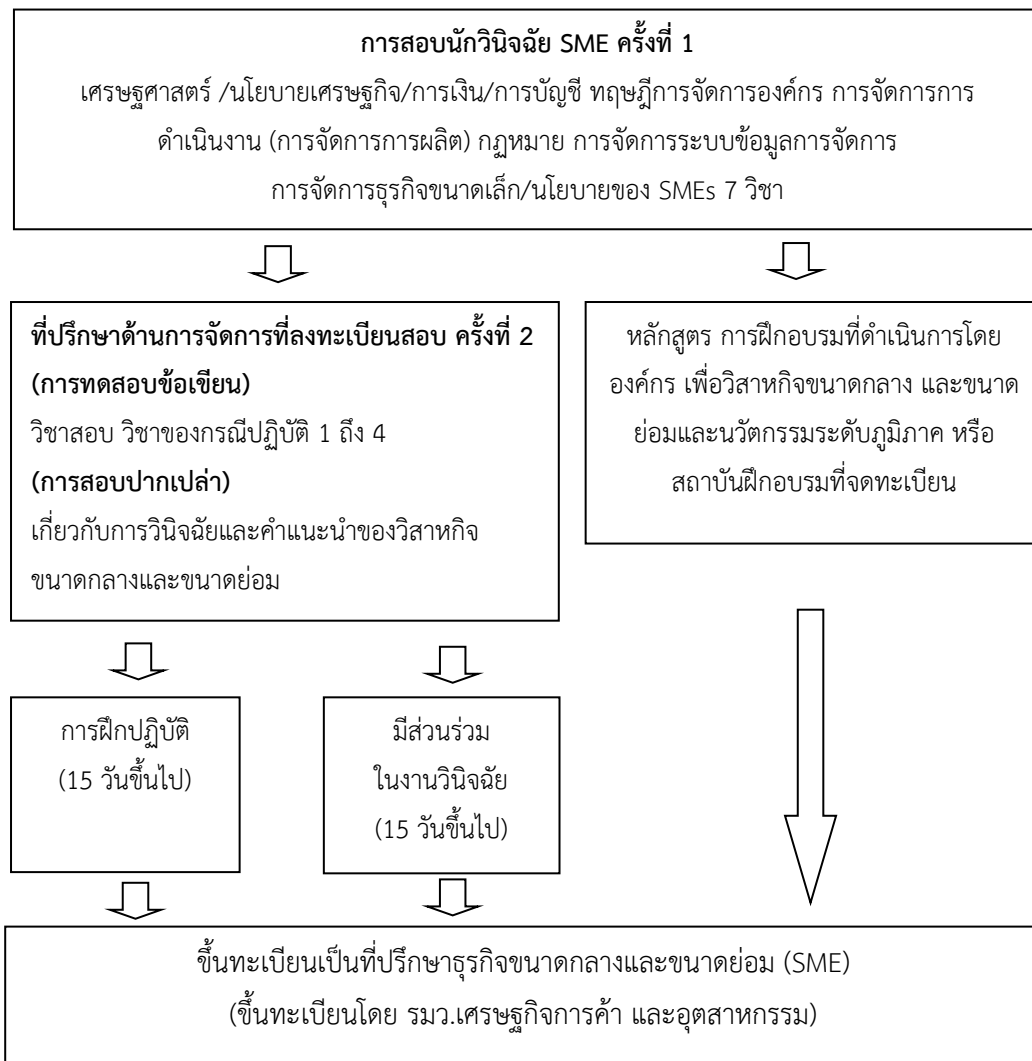 การสอบนักวินิจฉัย SME ครั้งที่ 1
เศรษฐศาสตร์ /นโยบายเศรษฐกิจ/การเงิน/การบัญชี ทฤษฎีการจัดการองค์กร การจัดการการ
ดำเนินงาน (การจัดการการผลิต) กฎหมาย การจัดการระบบข้อมูลการจัดการ
การจัดการธุรกิจขนาดเล็ก/นโยบายของ SMEs 7 วิชา
ที่ปรึกษาด้านการจัดการที่ลงทะเบียนสอบ ครั้งที่ 2
(การทดสอบข้อเขียน)
วิชาสอบ วิชาของกรณีปฏิบัติ 1 ถึง 4
(การสอบปากเปล่า)
เกี่ยวกับการวินิจฉัยและคำแนะนำของวิสาหกิจ
ขนาดกลางและขนาดย่อม
หลักสูตร การฝึกอบรมที่ดำเนินการโดย
องค์กร เพื่อวิสาหกิจขนาดกลาง และขนาด
ย่อมและนวัตกรรมระดับภูมิภาค หรือ
สถาบันฝึกอบรมที่จดทะเบียน
การฝึกปฏิบัติ
(15 วันขึ้นไป)
มีส่วนร่วม
ในงานวินิจฉัย
(15 วันขึ้นไป)
ขึ้นทะเบียนเป็นที่ปรึกษาธุรกิจขนาดกลางและขนาดย่อม (SME)
(ขึ้นทะเบียนโดย รมว.เศรษฐกิจการค้า และอุตสาหกรรม)